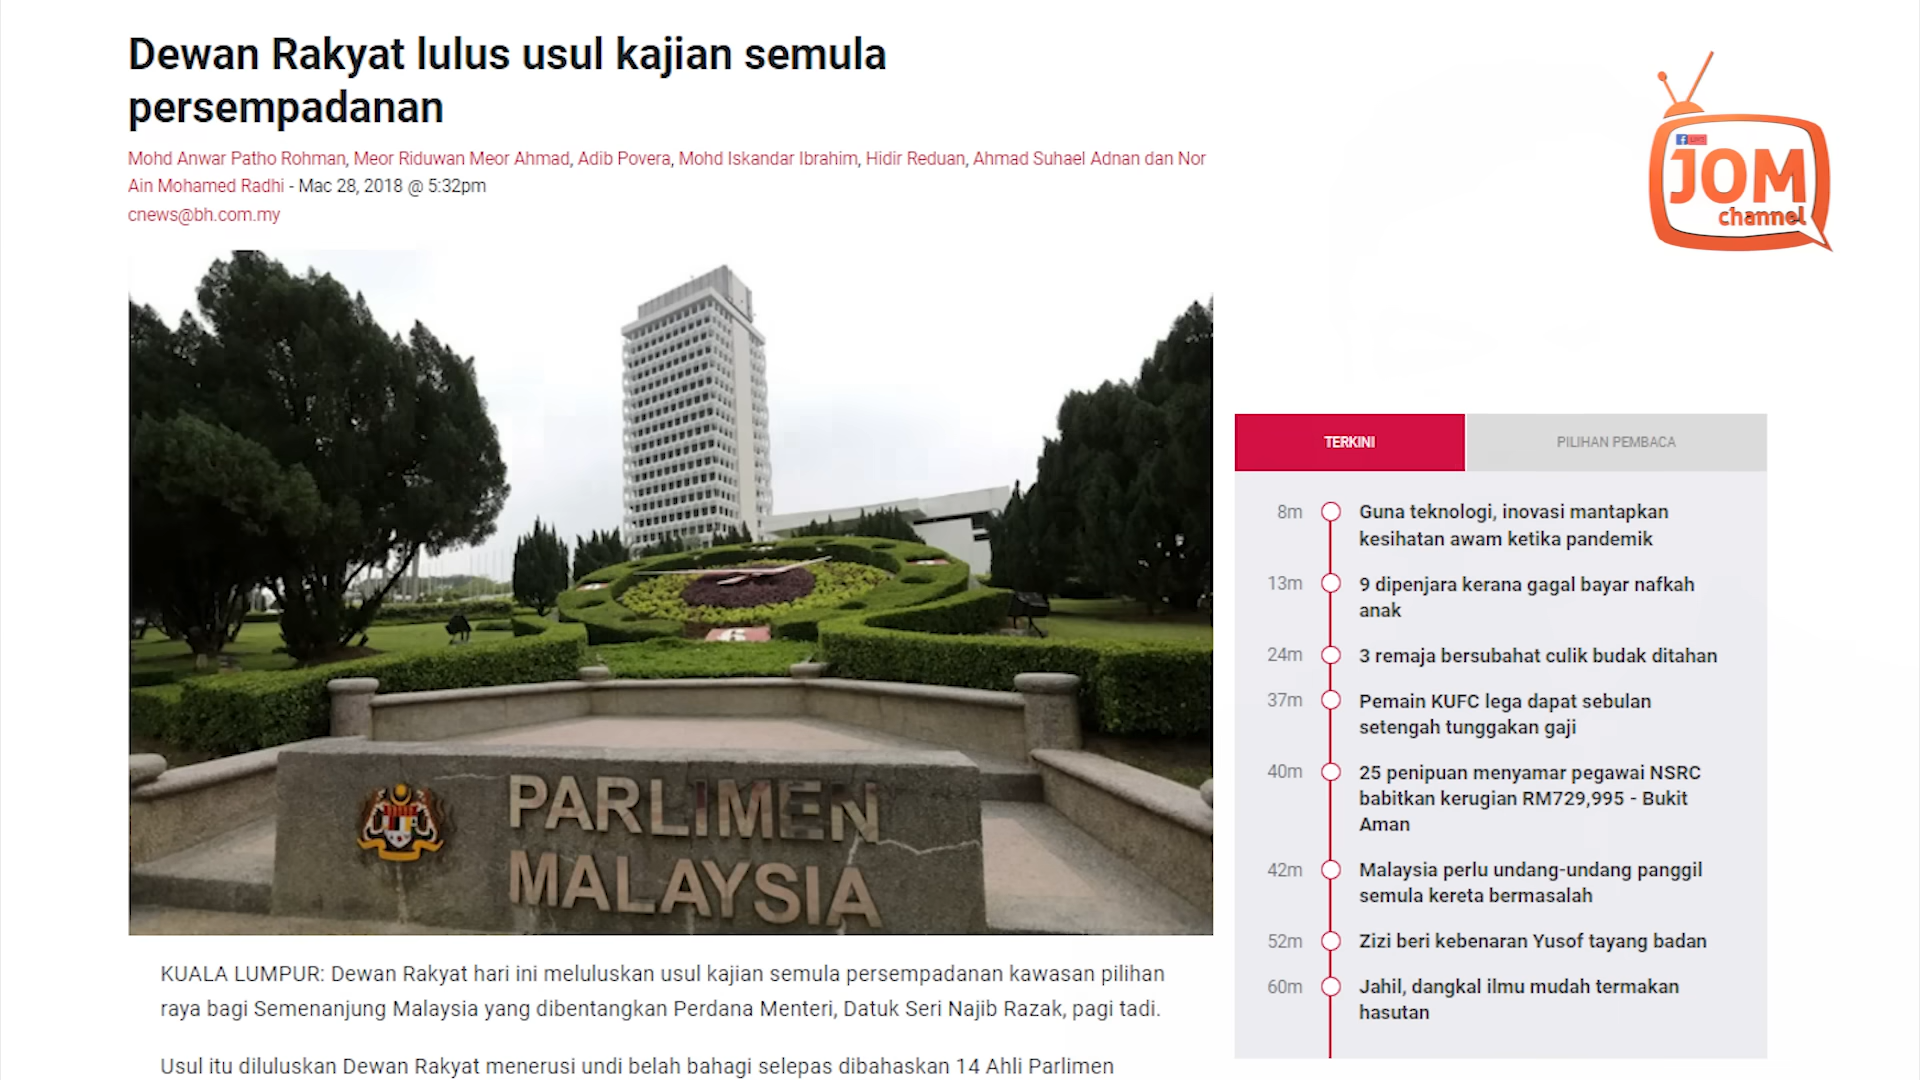 Dewan Rakyat lulus usul kajian semula
persempadanan
Mohd Anwar Patho Rohman, Meor Riduwan Meor Ahmad, Adib Povera, Mohd Iskandar Ibrahim, Hidir Reduan, Ahmad Suhael Adnan dan Nor
Ain Mohamed Radhi - Mac 28, 2018 @ 5:32pm
cnews@bh.com.my
JOM
channel
PARLIMEN
MALAYSIA
KUALA LUMPUR: Dewan Rakyat hari ini meluluskan usul kajian semula persempadanan kawasan pilihan
raya bagi Semenanjung Malaysia yang dibentangkan Perdana Menteri, Datuk Seri Najib Razak, pagi tadi.
Usul itu diluluskan Dewan Rakyat menerusi undi belah bahagi selepas dibahaskan 14 Ahli Parlimen
TERKINI
PILIHAN PEMBACA
8m Guna teknologi, inovasi mantapkan
kesihatan awam ketika pandemik
13m 9 dipenjara kerana gagal bayar nafkah
anak
24m 3 remaja bersubahat culik budak ditahan
37m Pemain KUFC lega dapat sebulan
setengah tunggakan gaji
40m 25 penipuan menyamar pegawai NSRC
babitkan kerugian RM729,995 - Bukit
Aman
42m Malaysia perlu undang-undang panggil
semula kereta bermasalah
52m Zizi beri kebenaran Yusof tayang badan
60m Jahil, dangkal ilmu mudah termakan
hasutan